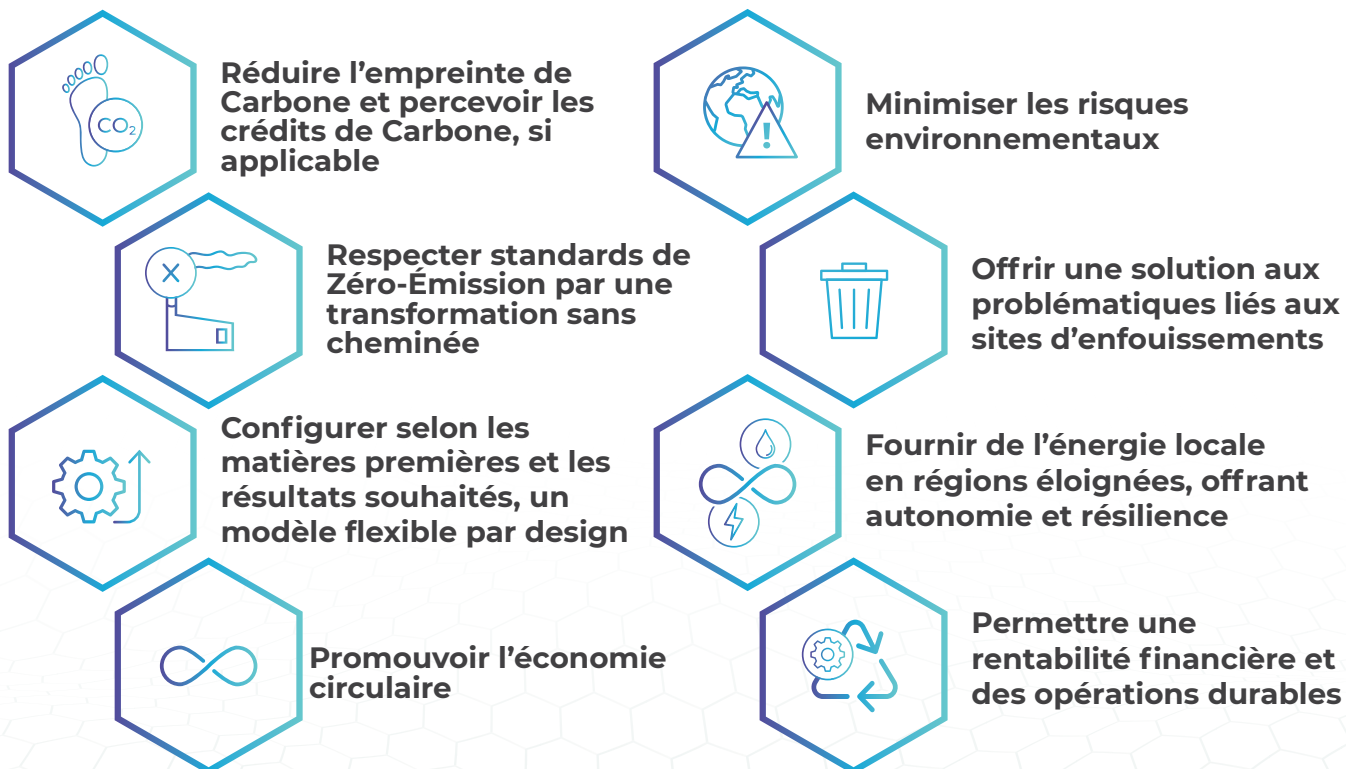 CO₂
Réduire l’empreinte de
Carbone et percevoir les
crédits de Carbone, si
applicable
Respecter standards de
Zéro-Émission par une
transformation sans
cheminée
Configurer selon les
matières premières et les
résultats souhaités, un
modèle flexible par design
Promouvoir l’économie
circulaire
!
Minimiser les risques
environnementaux
Offrir une solution aux
problématiques liés aux
sites d’enfouissements
Fournir de l’énergie locale
en régions éloignées, offrant
autonomie et résilience
Permettre une
rentabilité financière et
des opérations durables